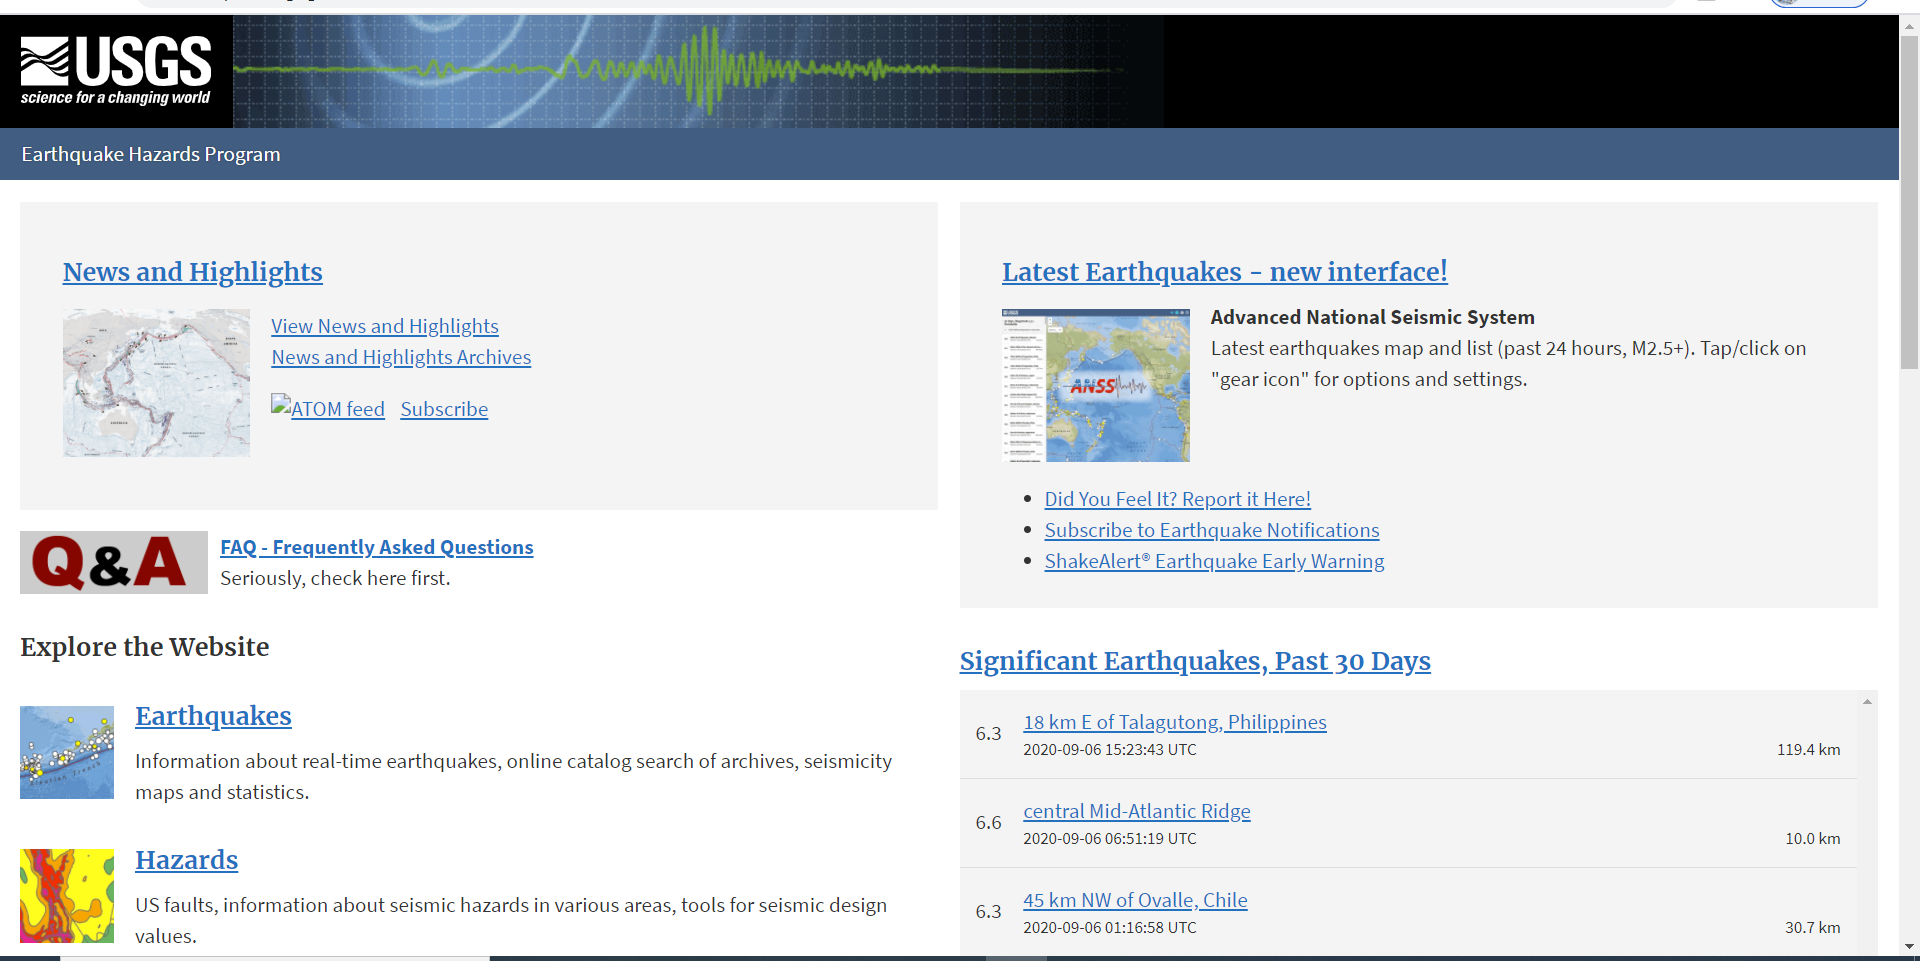 USGS
science for a changing world
Earthquake Hazards Program
News and Highlights
View News and Highlights
News and Highlights Archives
ATOM feed Subscribe
Q&A
FAQ - Frequently Asked Questions
Seriously, check here first.
Explore the Website
Earthquakes
Information about real-time earthquakes, online catalog search of archives, seismicity
maps and statistics.
Hazards
US faults, information about seismic hazards in various areas, tools for seismic design
values.
Latest Earthquakes - new interface!
ANSS
Advanced National Seismic System
Latest earthquakes map and list (past 24 hours, M2.5+). Tap/click on
"gear icon" for options and settings.
Did You Feel It? Report it Here!
Subscribe to Earthquake Notifications
ShakeAlert® Earthquake Early Warning
Significant Earthquakes, Past 30 Days
6.3
18 km E of Talagutong, Philippines
2020-09-06 15:23:43 UTC
119.4 km
6.6
central Mid-Atlantic Ridge
2020-09-06 06:51:19 UTC
10.0 km
6.3
45 km NW of Ovalle, Chile
2020-09-06 01:16:58 UTC
30.7 km